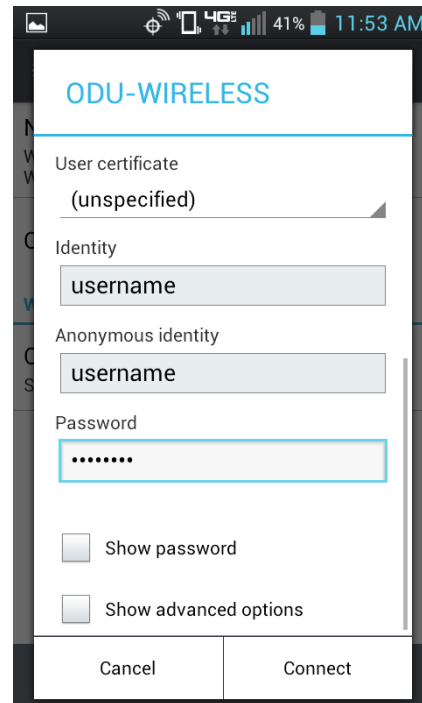 4G 41% 11:53 AM
ODU-WIRELESS
User certificate
(unspecified)
Identity
username
Anonymous identity
username
Password
••••••••
Show password
Show advanced options
Cancel Connect